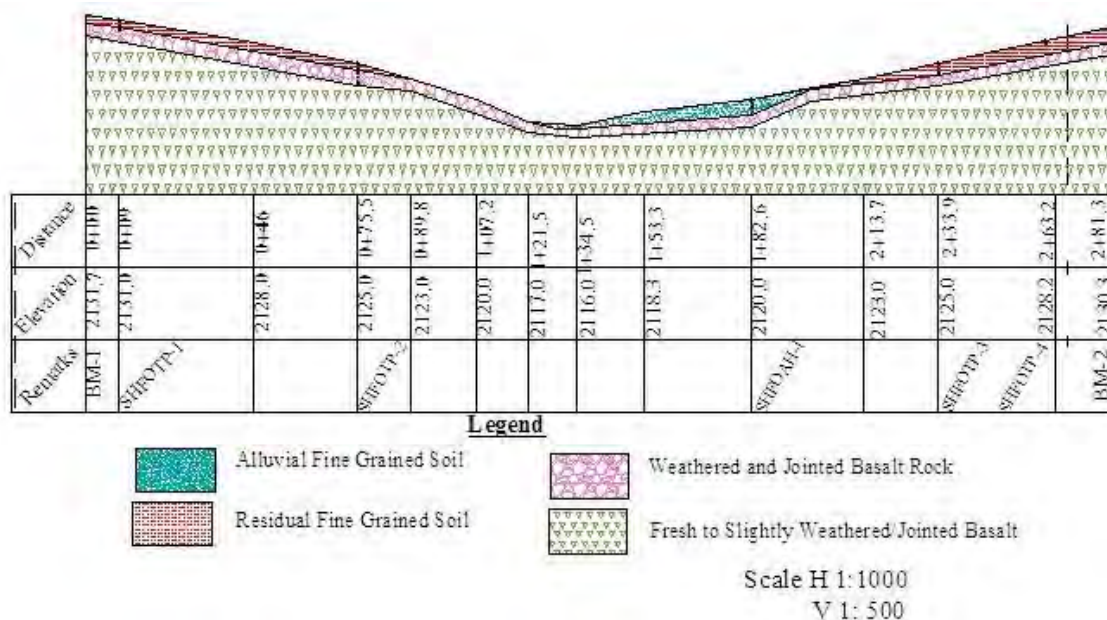 Distance 0+00 0+09 0+46 0+75.5 0+89.8 1+07.2 1+21.5 1+34.5 1+53.3 1+82.6 2+13.7 2+33.9 2+63.2 2+81.3
Elevation 2131.7 2131.0 2128.0 2125.0 2123.0 2120.0 2117.0 2116.0 2118.3 2120.0 2123.0 2125.0 2128.2 2130.3
Remarks BM-1 SHFOTP-1 SHFOTP-2 SHFOAH-1 SHFOTP-3 SHFOTP-4 BM-2
Legend
Alluvial Fine Grained Soil
Weathered and Jointed Basalt Rock
Residual Fine Grained Soil
Fresh to Slightly Weathered/Jointed Basalt
Scale H 1:1000
V 1: 500